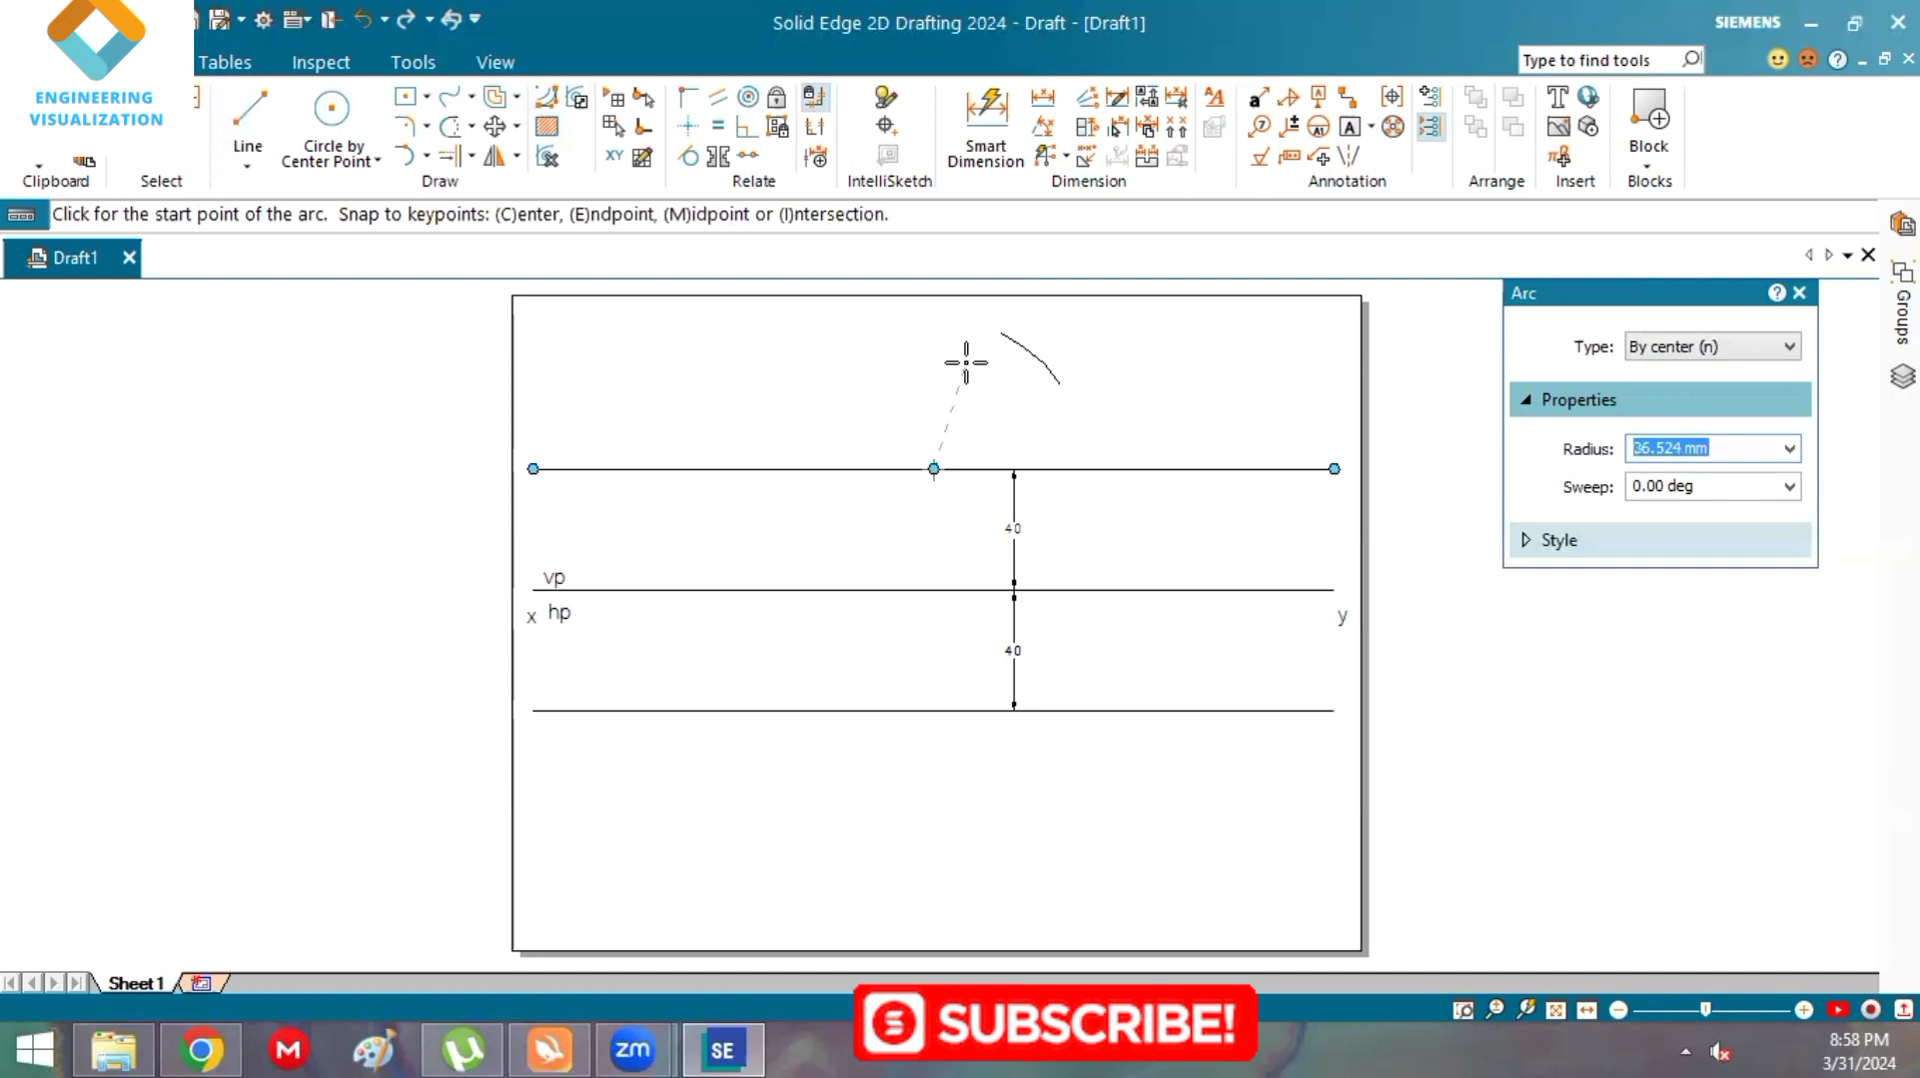 Solid Edge 2D Drafting 2024 - Draft - [Draft1]
SIEMENS
ENGINEERING
VISUALIZATION
Tables
Inspect
Tools
View
Type to find tools
Line
Circle by
Center Point
Smart
Dimension
Block
XY
Clipboard
Select
Draw
Relate
IntelliSketch
Dimension
Annotation
Arrange
Insert
Blocks
Click for the start point of the arc.  Snap to keypoints: (C)enter, (E)ndpoint, (M)idpoint or (I)ntersection.
Draft1
Groups
Arc
Type: By center (n)
Properties
Radius: 36.524 mm
Sweep: 0.00 deg
Style
40
vp
x hp
y
40
Sheet1
SUBSCRIBE!
zm
SE
8:58 PM
3/31/2024